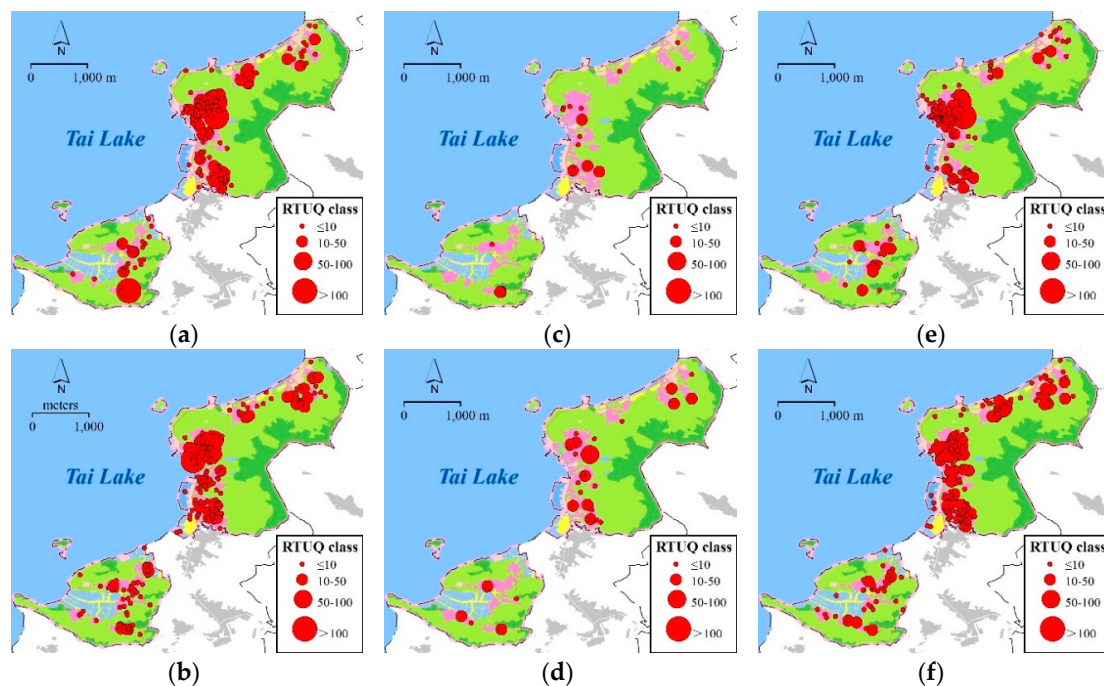 N
0 1,000 m
Tai Lake
RTUQ class
≤10
10-50
50-100
>100
(a)
N
0 1,000 m
Tai Lake
RTUQ class
≤10
10-50
50-100
>100
(c)
N
0 1,000 m
Tai Lake
RTUQ class
≤10
10-50
50-100
>100
(e)
N
meters
0 1,000
Tai Lake
RTUQ class
≤10
10-50
50-100
>100
(b)
N
0 1,000 m
Tai Lake
RTUQ class
≤10
10-50
50-100
>100
(d)
N
0 1,000 m
Tai Lake
RTUQ class
≤10
10-50
50-100
>100
(f)